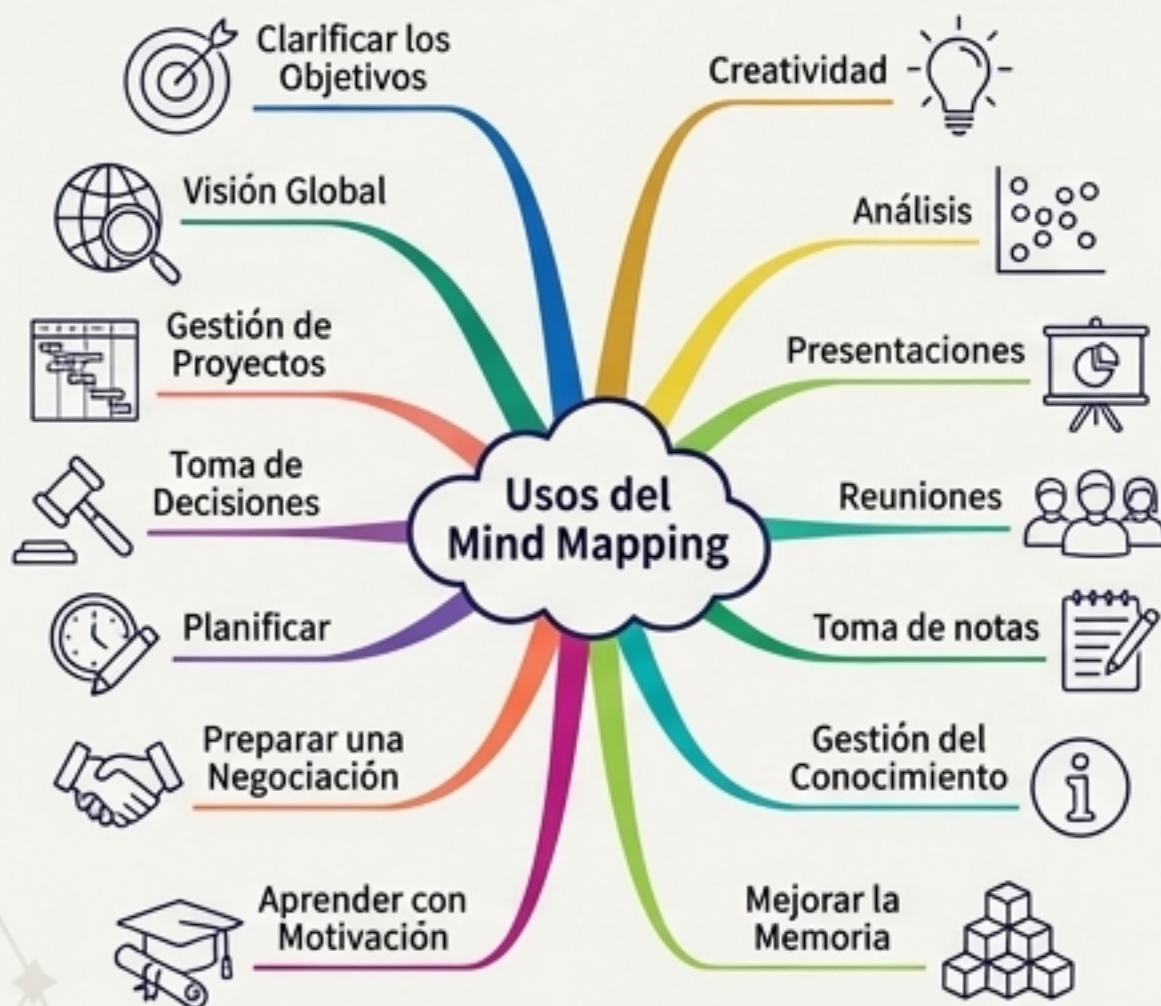 Clarificar los
Objetivos
Visión Global
Gestión de
Proyectos
Toma de
Decisiones
Planificar
Preparar una
Negociación
Aprender con
Motivación
Usos del
Mind Mapping
Creatividad
Análisis
Presentaciones
Reuniones
Toma de notas
Gestión del
Conocimiento
i
Mejorar la
Memoria